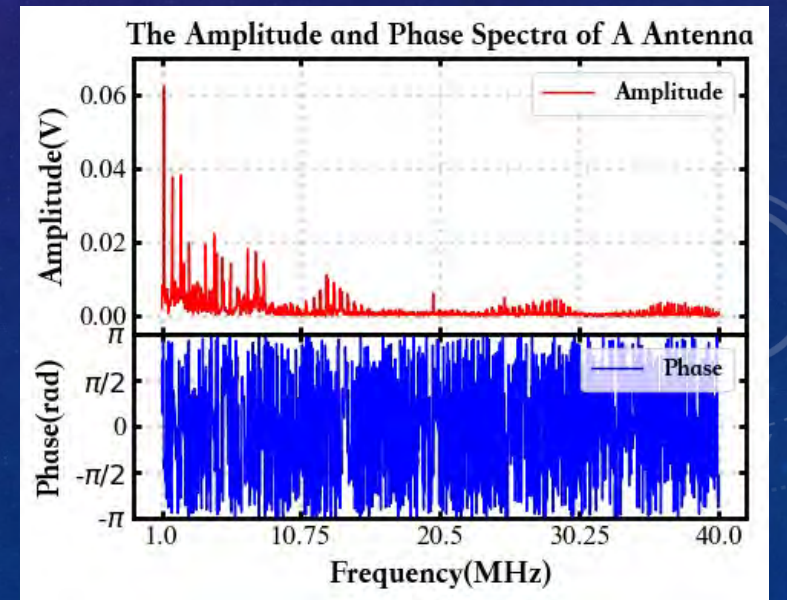 The Amplitude and Phase Spectra of A Antenna
Amplitude(V)
0.06
0.04
0.02
0.00
Amplitude
Phase(rad)
π
π/2
0
-π/2
-π
Phase
1.0 10.75 20.5 30.25 40.0
Frequency(MHz)